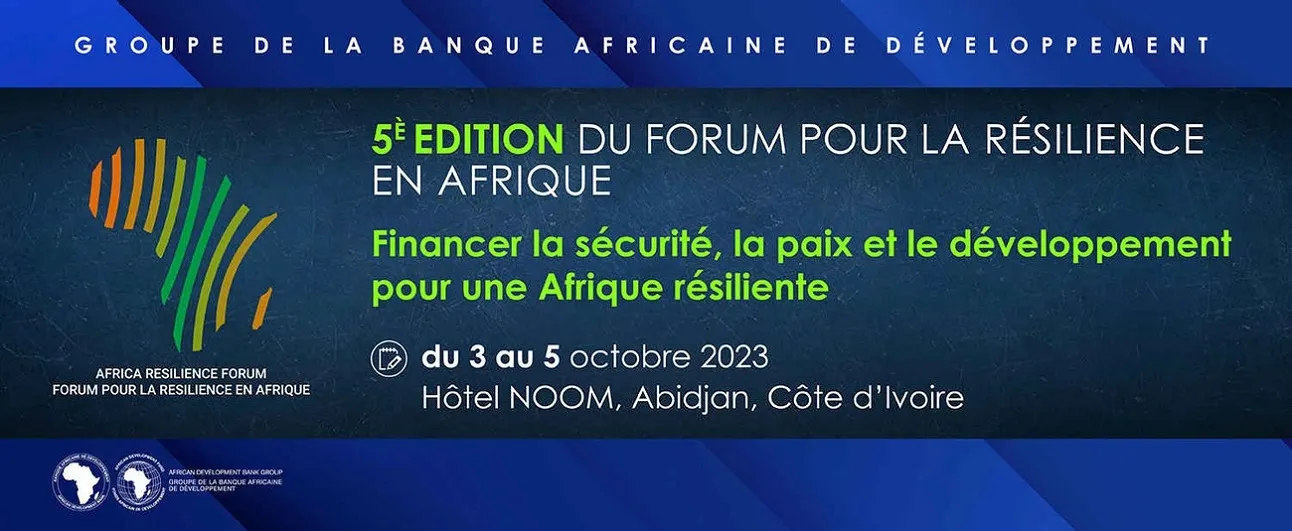 GROUPE DE LA BANQUE AFRICAINE DE DÉVELOPPEMENT
5È EDITION DU FORUM POUR LA RÉSILIENCE
EN AFRIQUE
Financer la sécurité, la paix et le développement
pour une Afrique résiliente
du 3 au 5 octobre 2023
Hôtel NOOM, Abidjan, Côte d’Ivoire
AFRICA RESILIENCE FORUM
FORUM POUR LA RESILIENCE EN AFRIQUE
AFRICAN DEVELOPMENT BANK GROUP
GROUPE DE LA BANQUE AFRICAINE
DE DÉVELOPPEMENT